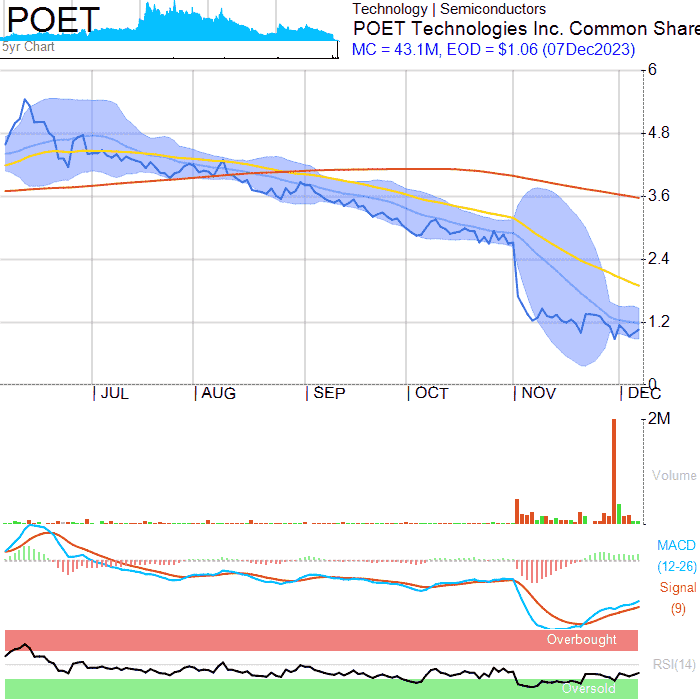 POET
5yr Chart
Technology | Semiconductors
POET Technologies Inc. Common Share
MC = 43.1M, EOD = $1.06 (07Dec2023)
6
4.8
3.6
2.4
1.2
0
JUL AUG SEP OCT NOV DEC
2M
Volume
MACD
(12-26)
Signal
(9)
Overbought
RSI(14)
Oversold